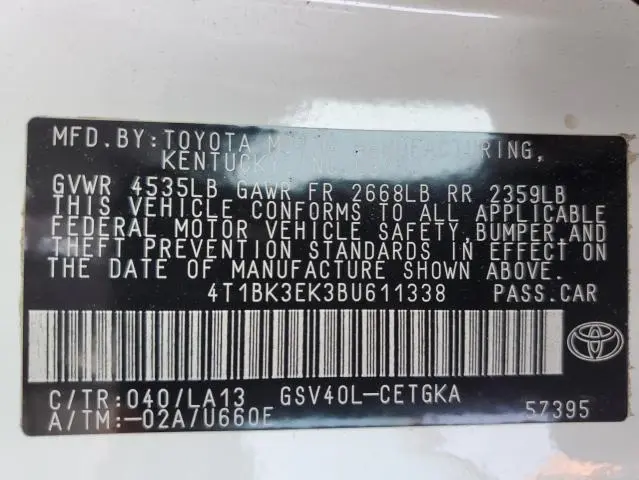 MFD.BY:TOYOTA MANUFACTURING,
KENTUCKY
GVWR 4535LB GAWR FR 2668LB RR 2359LB
THIS VEHICLE CONFORMS TO ALL APPLICABLE
FEDERAL MOTOR VEHICLE SAFETY,BUMPER,AND
THEFT PREVENTION STANDARDS IN EFFECT ON
THE DATE OF MANUFACTURE SHOWN ABOVE.
4T1BK3EK3BU611338 PASS.CAR
C/TR:040/LA13 GSV40L-CETGKA
A/TM:-02A/U660E 57395